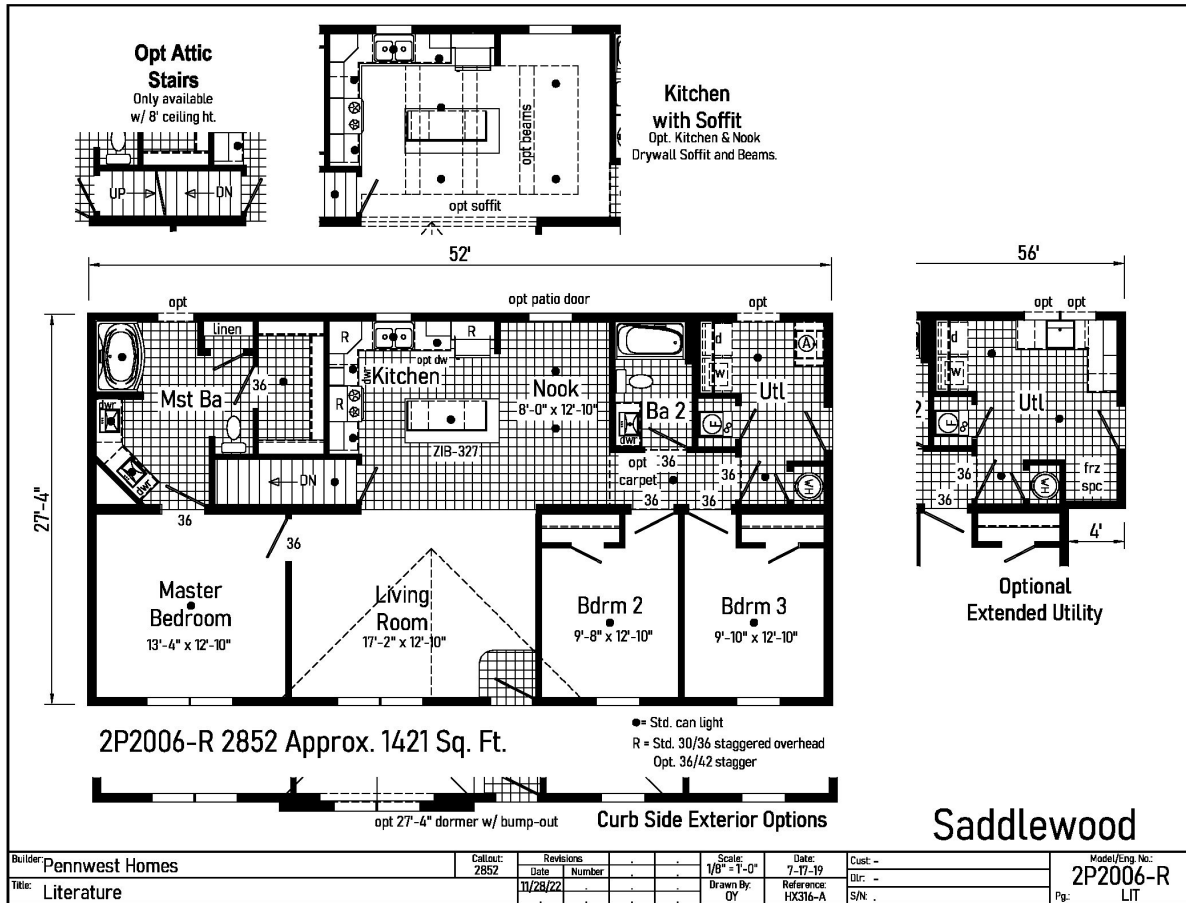 Opt Attic
Stairs
Only available
w/ 8' ceiling ht.
UP
DN
opt beams
opt soffit
Kitchen
with Soffit
Opt. Kitchen & Nook
Drywall Soffit and Beams.
52'
56'
opt
opt patio door
opt
opt opt
linen
R
R
d
A
d
opt dw
Kitchen
dwr
36
w
w
Mst Ba
Nook
Utl
Utl
R
8'-0" x 12'-10"
Ba 2
dwr
F
F
2
dwr
ZIB-327
dwr
opt
carpet
36
36
36
frz
spc
DN
36
36
WH
36
WH
27'-4"
36
36
4'
Master
Bedroom
13'-4" x 12'-10"
Living
Room
17'-2" x 12'-10"
Bdrm 2
9'-8" x 12'-10"
Bdrm 3
9'-10" x 12'-10"
Optional
Extended Utility
2P2006-R 2852 Approx. 1421 Sq. Ft.
= Std. can light
R = Std. 30/36 staggered overhead
Opt. 36/42 stagger
opt 27'-4" dormer w/ bump-out
Curb Side Exterior Options
Saddlewood
Builder: Pennwest Homes
Callout: 2852
Revisions
Date Number
11/28/22
Scale: 1/8" = 1'-0"
Date: 7-17-19
Drawn By: OY
Reference: HX316-A
Cust: -
Dlr: -
S/N: .
Model/Eng. No.: 2P2006-R
Title: Literature
Pg.: LIT